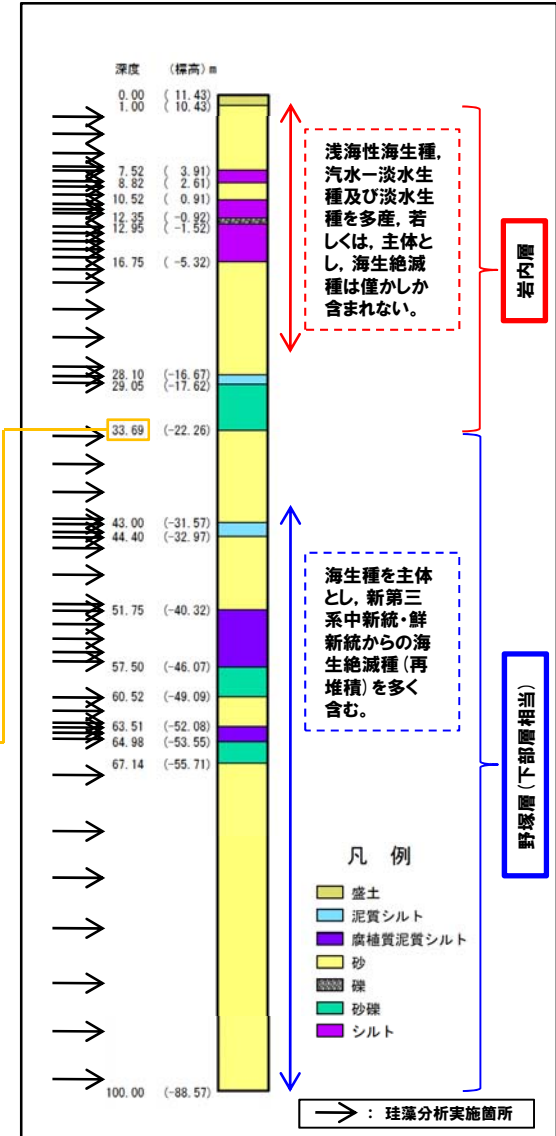 深度 (標高) m
0.00 ( 11.43)
1.00 ( 10.43)
7.52 ( 3.91)
8.82 ( 2.61)
10.52 ( 0.91)
12.35 ( -0.92)
12.95 ( -1.52)
16.75 ( -5.32)
28.10 (-16.67)
29.05 (-17.62)
33.69 (-22.26)
43.00 (-31.57)
44.40 (-32.97)
51.75 (-40.32)
57.50 (-46.07)
60.52 (-49.09)
63.51 (-52.08)
64.98 (-53.55)
67.14 (-55.71)
100.00 (-88.57)
浅海性海生種,
汽水ー淡水生
種及び淡水生
種を多産, 若
しくは, 主体と
し, 海生絶滅
種は僅かしか
含まれない。
岩内層
海生種を主体
とし, 新第三
系中新統・鮮
新統からの海
生絶滅種(再
堆積)を多く
含む。
野塚層(下部層相当)
凡 例
盛土
泥質シルト
腐植質泥質シルト
砂
礫
砂礫
シルト
: 珪藻分析実施箇所